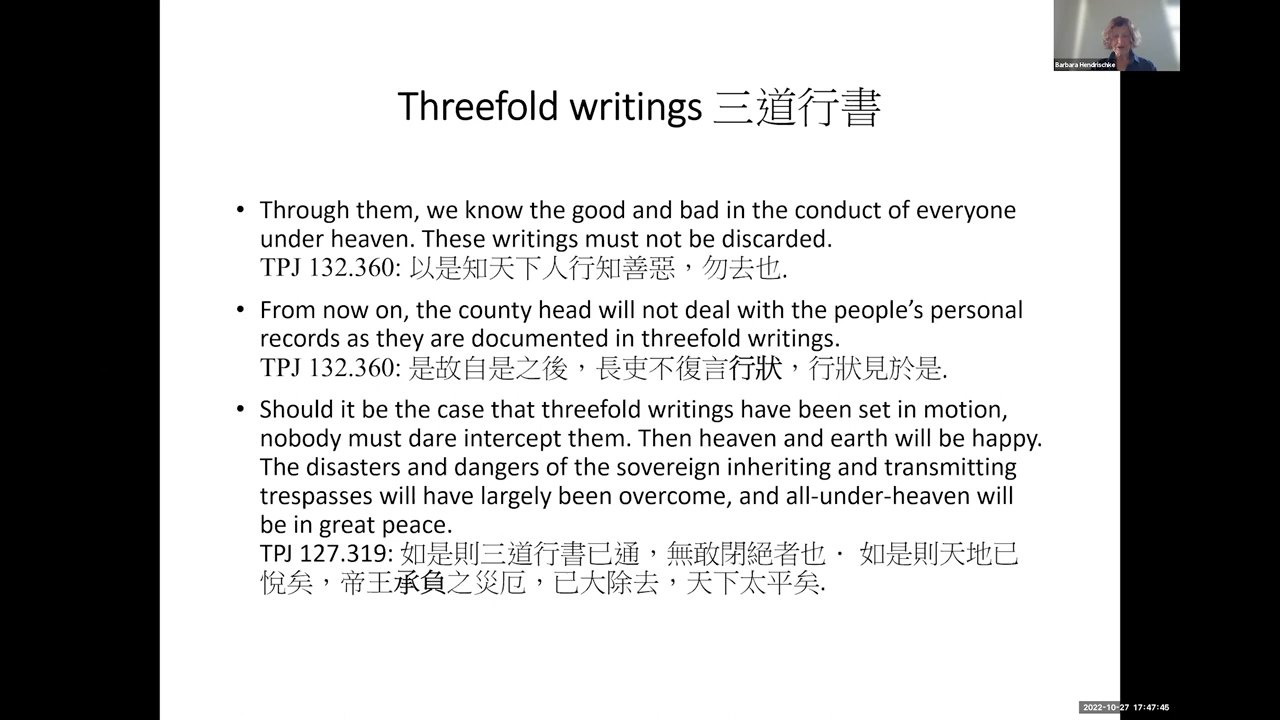 Barbara Hendrischke
Threefold writings 三道行書
• Through them, we know the good and bad in the conduct of everyone
under heaven. These writings must not be discarded.
TPJ 132.360: 以是知天下人行知善惡，勿去也.
• From now on, the county head will not deal with the people’s personal
records as they are documented in threefold writings.
TPJ 132.360: 是故自是之後，長吏不復言行狀，行狀見於是.
• Should it be the case that threefold writings have been set in motion,
nobody must dare intercept them. Then heaven and earth will be happy.
The disasters and dangers of the sovereign inheriting and transmitting
trespasses will have largely been overcome, and all-under-heaven will
be in great peace.
TPJ 127.319: 如是則三道行書已通，無敢閉絕者也． 如是則天地已
悅矣，帝王承負之災厄，已大除去，天下太平矣.
2022-10-27 17:47:45